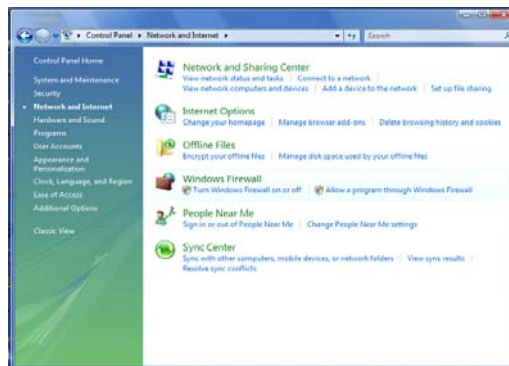 Control Panel ▸ Network and Internet ▸
Search
Control Panel Home
System and Maintenance
Security
Network and Internet
Hardware and Sound
Programs
User Accounts
Appearance and
Personalization
Clock, Language, and Region
Ease of Access
Additional Options
Classic View
Network and Sharing Center
View network status and tasks | Connect to a network
View network computers and devices | Add a device to the network | Set up file sharing
Internet Options
Change your homepage | Manage browser add-ons | Delete browsing history and cookies
Offline Files
Encrypt your offline files | Manage disk space used by your offline files
Windows Firewall
Turn Windows Firewall on or off | Allow a program through Windows Firewall
People Near Me
Sign in or out of People Near Me | Change People Near Me settings
Sync Center
Sync with other computers, mobile devices, or network folders | View sync results
Resolve sync conflicts